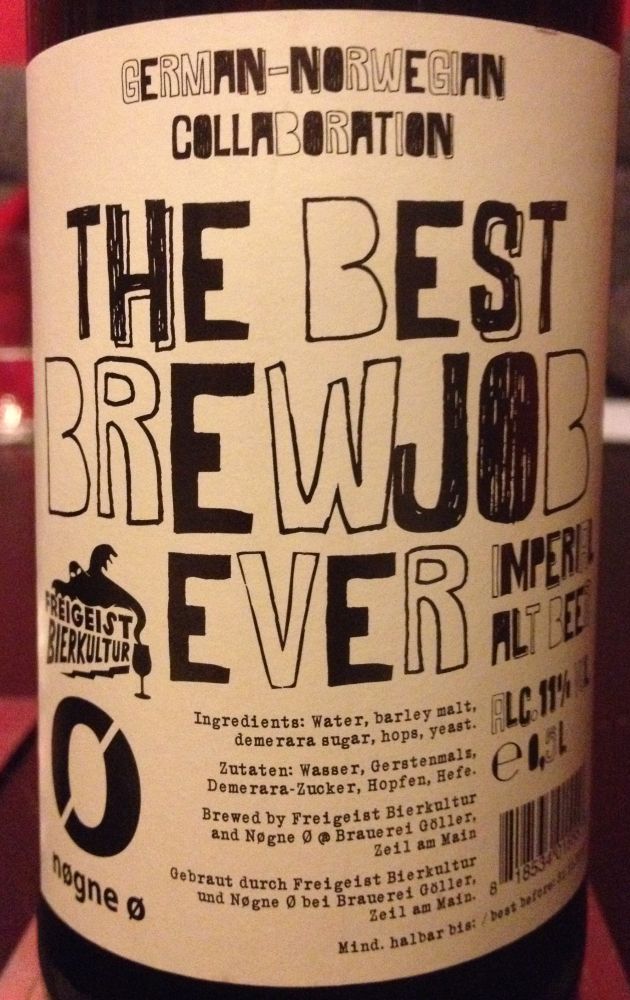 GERMAN-NORWEGIAN
COLLABORATION
THE BEST
BREWJOB
EVER
IMPERIAL
ALT BEER
ALC. 11%
e 0,5L
FREIGEIST
BIERKULTUR
nøgne ø
Ingredients: Water, barley malt,
demerara sugar, hops, yeast.
Zutaten: Wasser, Gerstenmalz,
Demerara-Zucker, Hopfen, Hefe.
Brewed by Freigeist Bierkultur
and Nøgne Ø @ Brauerei Göller,
Zeil am Main
Gebraut durch Freigeist Bierkultur
und Nøgne Ø bei Brauerei Göller,
Zeil am Main.
Mind. halbar bis: / best before: